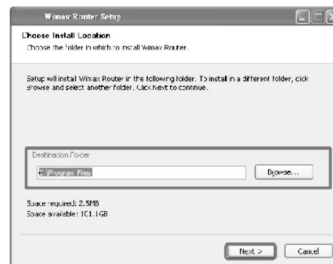 Wimax Router Setup
Choose Install Location
Choose the folder in which to install Wimax Router.
Setup will install Wimax Router in the following folder. To install in a different folder, click
Browse and select another folder. Click Next to continue.
Destination Folder
C:\Program Files
Browse...
Space required: 2.5MB
Space available: 101.1GB
Next >
Cancel